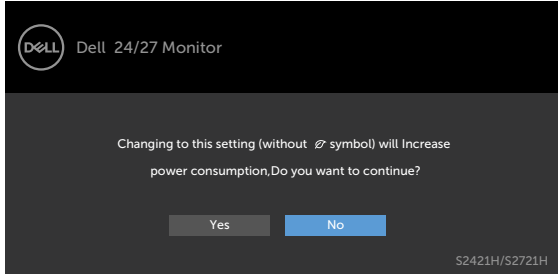 DELL
Dell 24/27 Monitor
Changing to this setting (without symbol) will Increase
power consumption,Do you want to continue?
Yes No
S2421H/S2721H